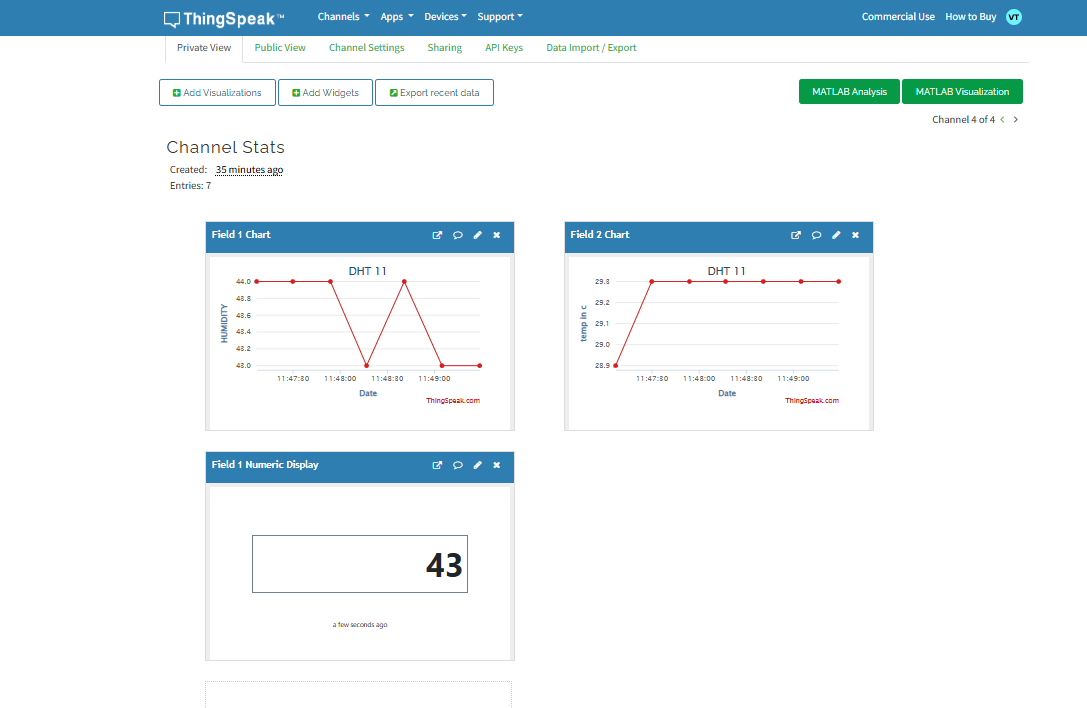 ThingSpeak™ Channels Apps Devices Support Commercial Use How to Buy VT
Private View Public View Channel Settings Sharing API Keys Data Import / Export
Add Visualizations Add Widgets Export recent data MATLAB Analysis MATLAB Visualization
Channel 4 of 4 < >
Channel Stats
Created: 35 minutes ago
Entries: 7
Field 1 Chart
DHT 11
HUMIDITY
44.0
43.8
43.6
43.4
43.2
43.0
11:47:30 11:48:00 11:48:30 11:49:00
Date
ThingSpeak.com
Field 2 Chart
DHT 11
temp in c
29.3
29.2
29.1
29.0
28.9
11:47:30 11:48:00 11:48:30 11:49:00
Date
ThingSpeak.com
Field 1 Numeric Display
43
a few seconds ago